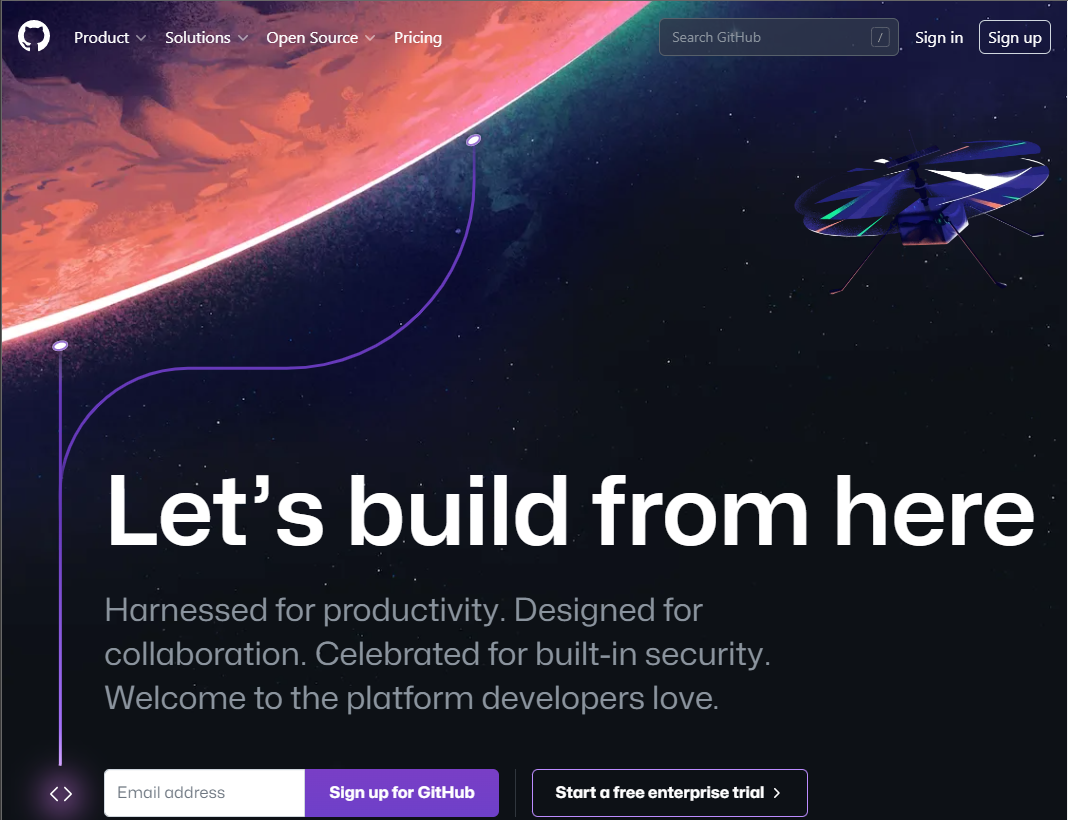 Product Solutions Open Source Pricing Search GitHub / Sign in Sign up
Let’s build from here
Harnessed for productivity. Designed for
collaboration. Celebrated for built-in security.
Welcome to the platform developers love.
Email address Sign up for GitHub Start a free enterprise trial